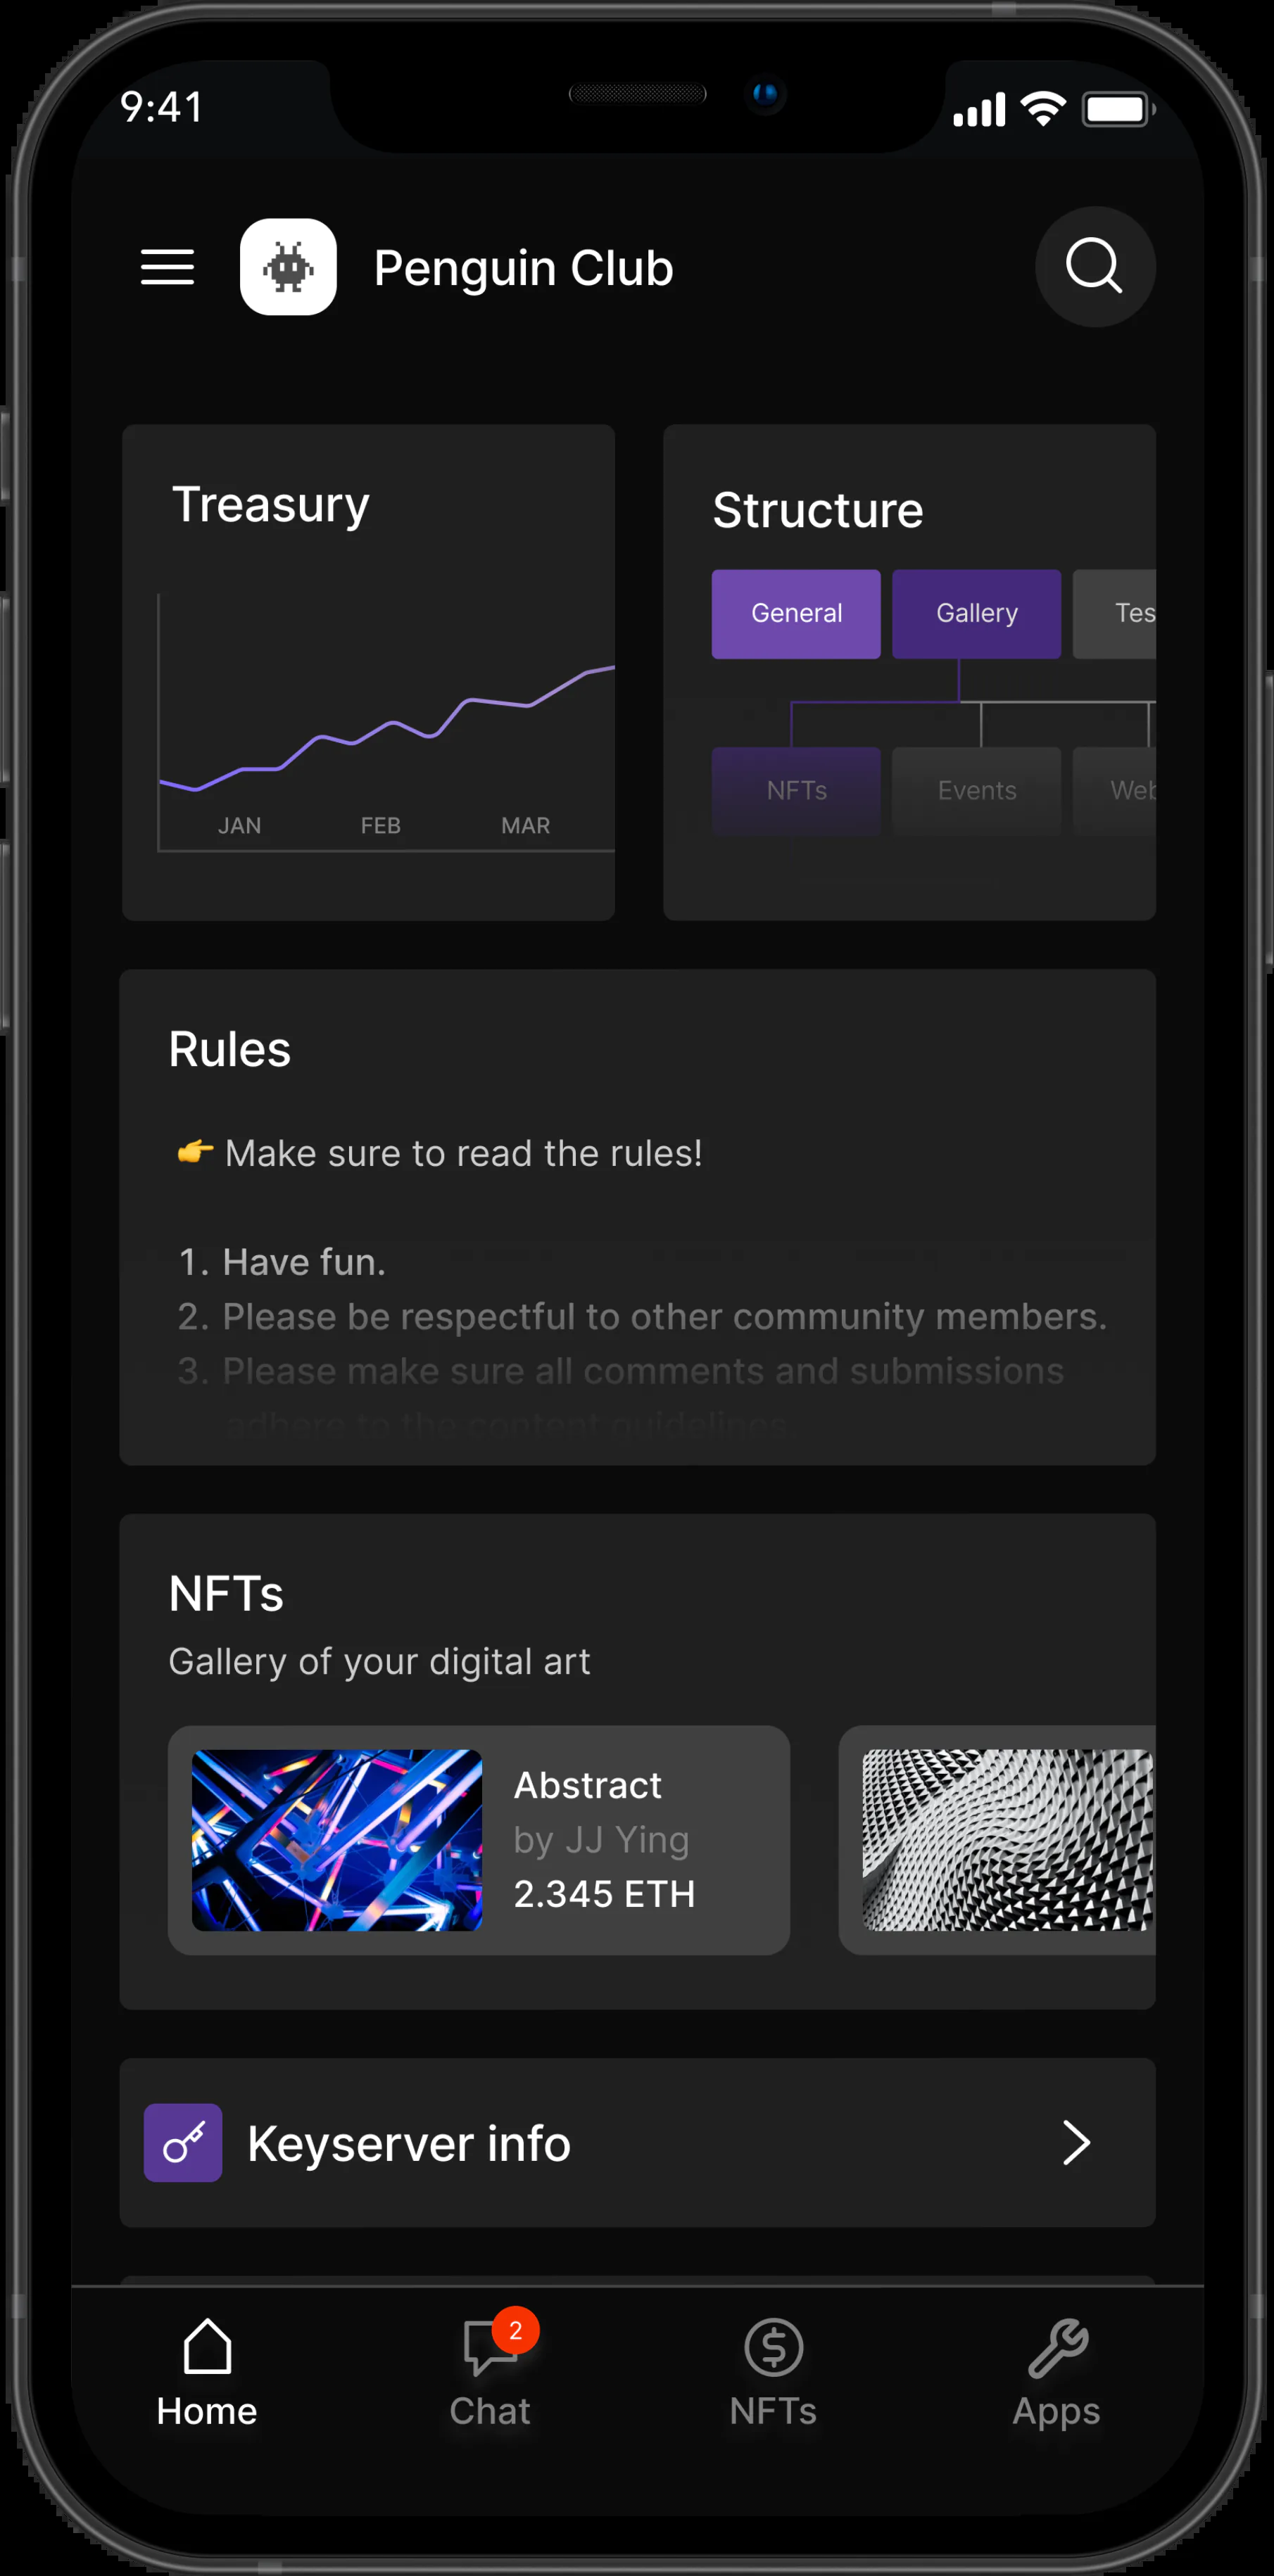 9:41
Penguin Club
Treasury
JAN FEB MAR
Structure
General Gallery Tes
NFTs Events Web
Rules
👉 Make sure to read the rules!
1. Have fun.
2. Please be respectful to other community members.
3. Please make sure all comments and submissions
adhere to the content guidelines.
NFTs
Gallery of your digital art
Abstract
by JJ Ying
2.345 ETH
Keyserver info
2
Home Chat NFTs Apps